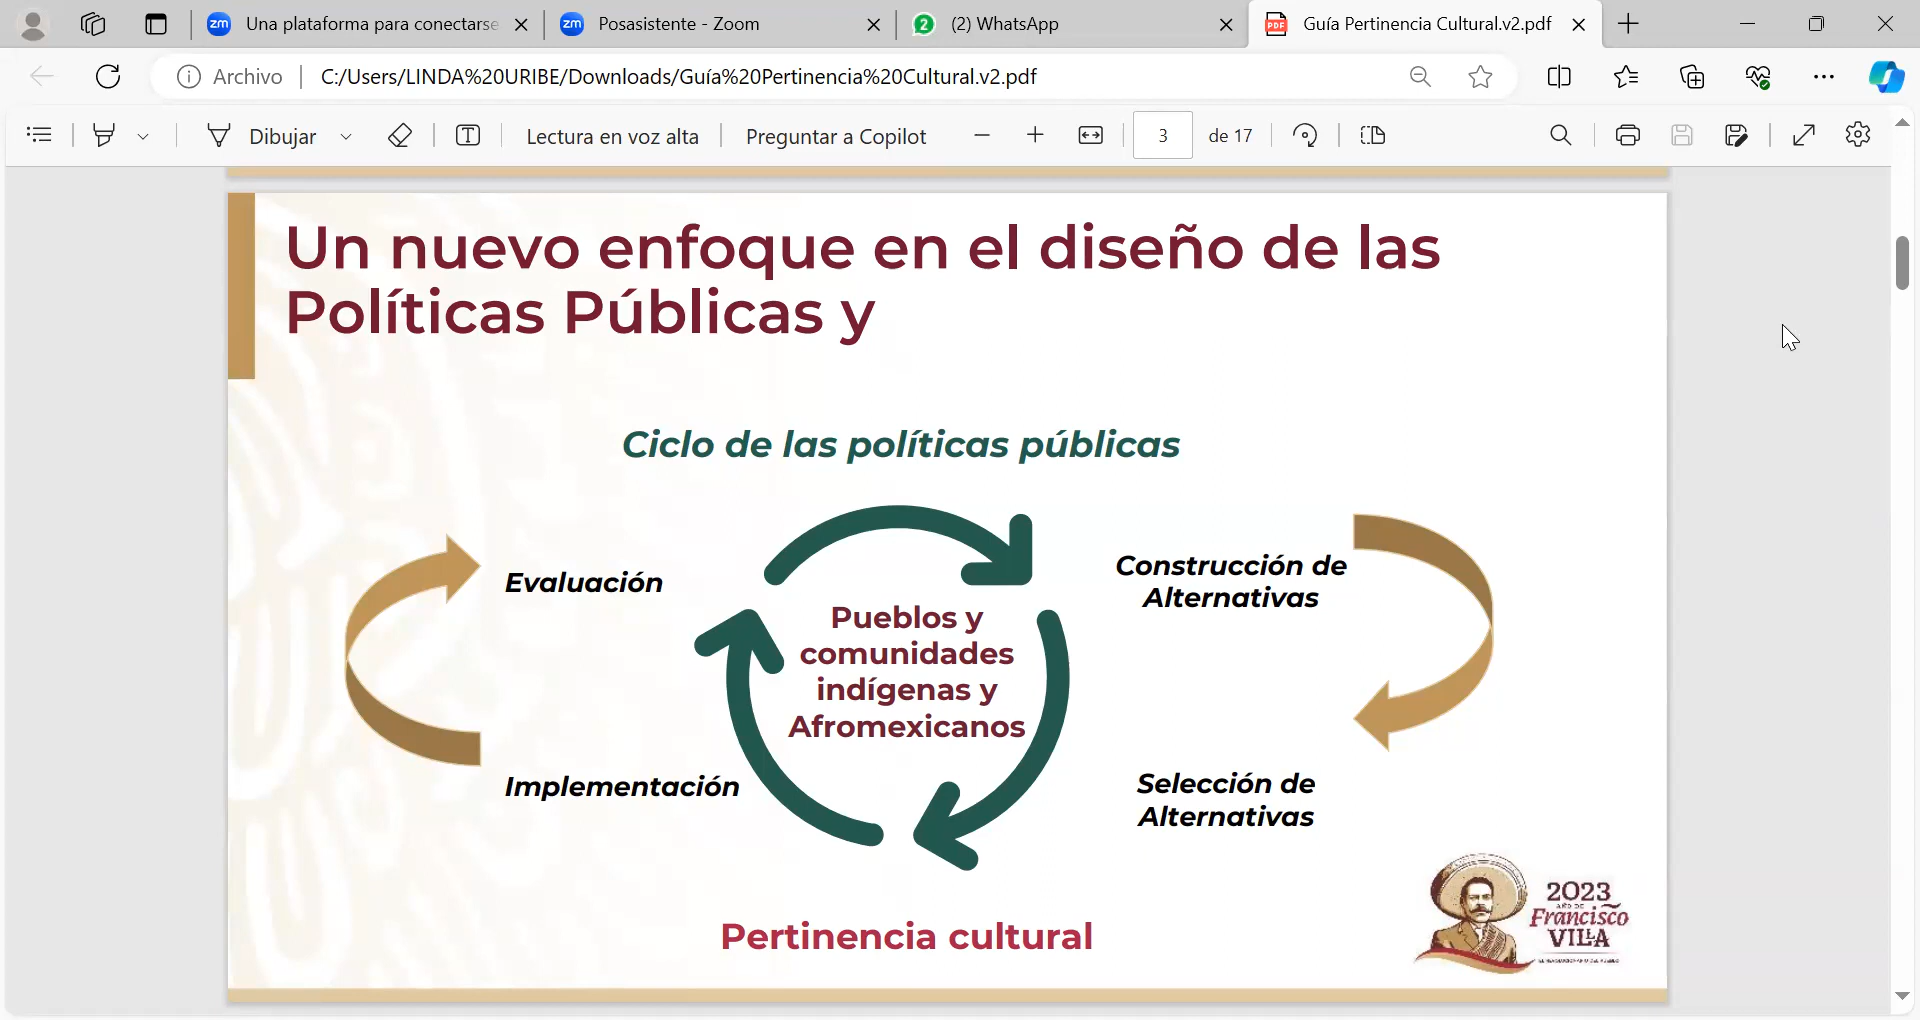 Una plataforma para conectarse
Posasistente - Zoom
(2) WhatsApp
Guía Pertinencia Cultural.v2.pdf
Archivo
C:/Users/LINDA%20URIBE/Downloads/Guía%20Pertinencia%20Cultural.v2.pdf
Dibujar
Lectura en voz alta
Preguntar a Copilot
3
de 17
Un nuevo enfoque en el diseño de las
Políticas Públicas y
Ciclo de las políticas públicas
Evaluación
Construcción de
Alternativas
Pueblos y
comunidades
indígenas y
Afromexicanos
Implementación
Selección de
Alternativas
Pertinencia cultural
2023
AÑO DE
Francisco
VILLA